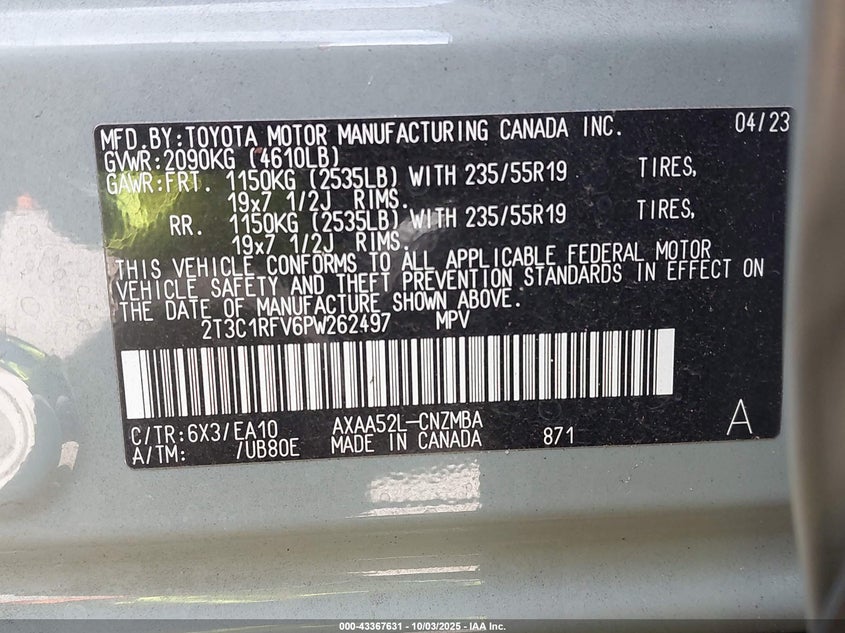 MFD.BY:TOYOTA MOTOR MANUFACTURING CANADA INC. 04/23
GVWR:2090KG (4610LB)
GAWR:FRT. 1150KG (2535LB) WITH 235/55R19 TIRES,
19x7 1/2J RIMS.
RR. 1150KG (2535LB) WITH 235/55R19 TIRES,
19x7 1/2J RIMS.
THIS VEHICLE CONFORMS TO ALL APPLICABLE FEDERAL MOTOR
VEHICLE SAFETY AND THEFT PREVENTION STANDARDS IN EFFECT ON
THE DATE OF MANUFACTURE SHOWN ABOVE.
2T3C1RFV6PW262497 MPV
C/TR:6X3/EA10 AXAA52L-CNZMBA A
A/TM: /UB80E MADE IN CANADA 871
000-43367631 - 10/03/2025 - IAA Inc.